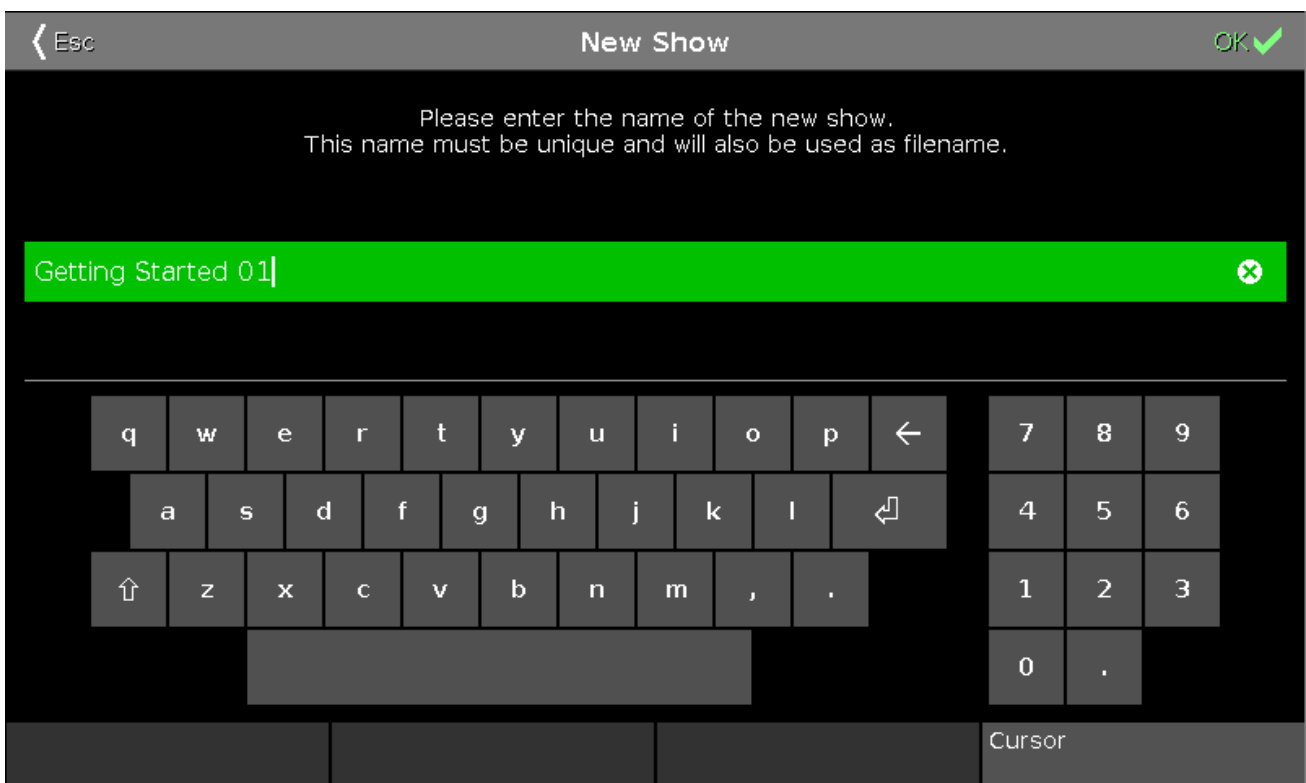 Esc New Show OK
Please enter the name of the new show.
This name must be unique and will also be used as filename.
Getting Started 01
q w e r t y u i o p ← 7 8 9
a s d f g h j k l ⏎ 4 5 6
⇧ z x c v b n m , . 1 2 3
0 .
Cursor